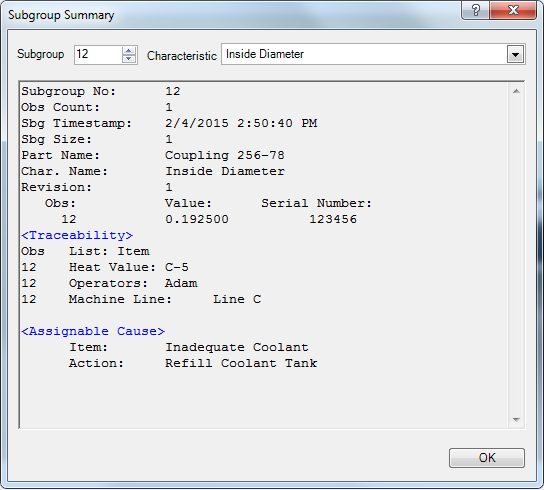 Subgroup Summary
Subgroup 12 Characteristic Inside Diameter
Subgroup No: 12
Obs Count: 1
Sbg Timestamp: 2/4/2015 2:50:40 PM
Sbg Size: 1
Part Name: Coupling 256-78
Char. Name: Inside Diameter
Revision: 1
Obs: Value: Serial Number:
12 0.192500 123456
<Traceability>
Obs List: Item
12 Heat Value: C-5
12 Operators: Adam
12 Machine Line: Line C
<Assignable Cause>
Item: Inadequate Coolant
Action: Refill Coolant Tank
OK